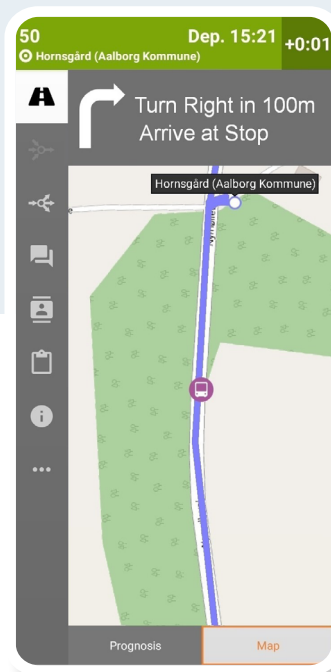 50
Dep. 15:21
+0:01
Hornsgård (Aalborg Kommune)
Turn Right in 100m
Arrive at Stop
Hornsgård (Aalborg Kommune)
Prognosis
Map